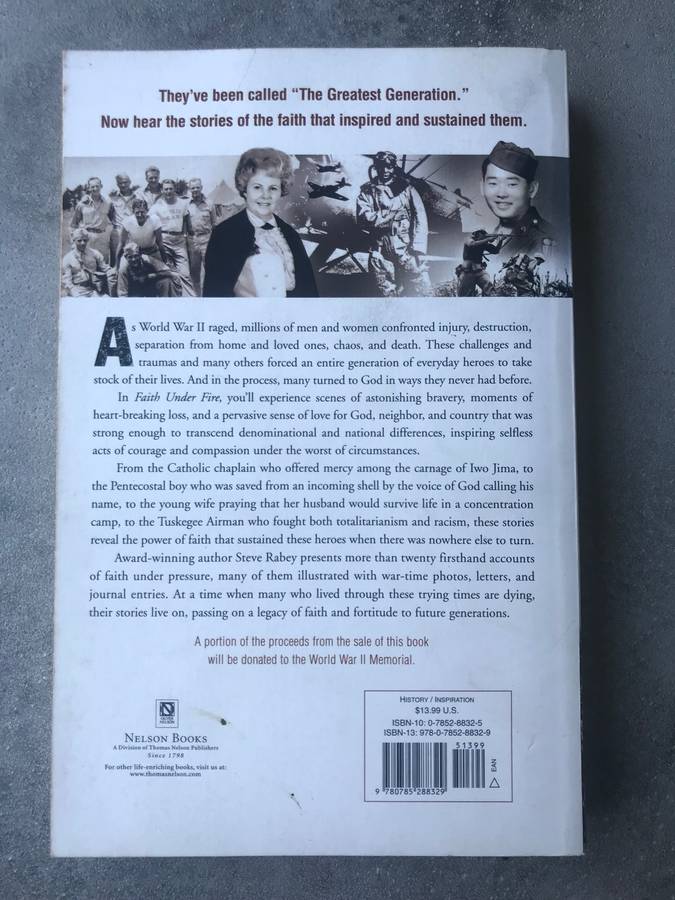 They've been called “The Greatest Generation.”
Now hear the stories of the faith that inspired and sustained them.
As World War II raged, millions of men and women confronted injury, destruction,
separation from home and loved ones, chaos, and death. These challenges and
traumas and many others forced an entire generation of everyday heroes to take
stock of their lives. And in the process, many turned to God in ways they never had before.
In Faith Under Fire, you'll experience scenes of astonishing bravery, moments of
heart-breaking loss, and a pervasive sense of love for God, neighbor, and country that was
strong enough to transcend denominational and national differences, inspiring selfless
acts of courage and compassion under the worst of circumstances.
From the Catholic chaplain who offered mercy among the carnage of Iwo Jima, to
the Pentecostal boy who was saved from an incoming shell by the voice of God calling his
name, to the young wife praying that her husband would survive life in a concentration
camp, to the Tuskegee Airman who fought both totalitarianism and racism, these stories
reveal the power of faith that sustained these heroes when there was nowhere else to turn.
Award-winning author Steve Rabey presents more than twenty firsthand accounts
of faith under pressure, many of them illustrated with war-time photos, letters, and
journal entries. At a time when many who lived through these trying times are dying,
their stories live on, passing on a legacy of faith and fortitude to future generations.
A portion of the proceeds from the sale of this book
will be donated to the World War II Memorial.
NELSON BOOKS
A Division of Thomas Nelson Publishers
Since 1798
For other life-enriching books, visit us at:
www.thomasnelson.com
HISTORY / INSPIRATION
$13.99 U.S.
ISBN-10: 0-7852-8832-5
ISBN-13: 978-0-7852-8832-9
51399
EAN
9 780785 288329